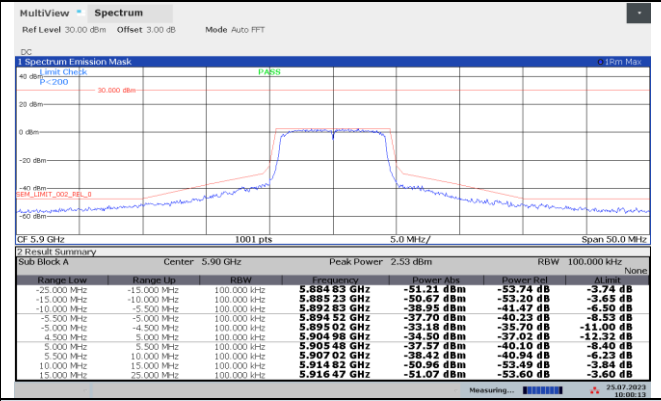 MultiView Spectrum
Ref Level 30.00 dBm Offset 3.00 dB Mode Auto FFT
DC
1 Spectrum Emission Mask 1Rm Max
40 dBm Limit Check PASS
P<200
30.000 dBm
20 dBm
0 dBm
-20 dBm
-40 dBm
SEM_LIMIT_002_REL_0
-60 dBm
CF 5.9 GHz 1001 pts 5.0 MHz/ Span 50.0 MHz
2 Result Summary
Sub Block A Center 5.90 GHz Peak Power 2.53 dBm RBW 100.000 kHz
None
Range Low Range Up RBW Frequency Power Abs Power Rel ΔLimit
-25.000 MHz -15.000 MHz 100.000 kHz 5.884 83 GHz -51.21 dBm -53.74 dB -3.74 dB
-15.000 MHz -10.000 MHz 100.000 kHz 5.885 23 GHz -50.67 dBm -53.20 dB -3.65 dB
-10.000 MHz -5.500 MHz 100.000 kHz 5.892 83 GHz -38.95 dBm -41.47 dB -6.50 dB
-5.500 MHz -5.000 MHz 100.000 kHz 5.894 52 GHz -37.70 dBm -40.23 dB -8.53 dB
-5.000 MHz -4.500 MHz 100.000 kHz 5.895 02 GHz -33.18 dBm -35.70 dB -11.00 dB
4.500 MHz 5.000 MHz 100.000 kHz 5.904 98 GHz -34.50 dBm -37.02 dB -12.32 dB
5.000 MHz 5.500 MHz 100.000 kHz 5.905 48 GHz -37.57 dBm -40.10 dB -8.40 dB
5.500 MHz 10.000 MHz 100.000 kHz 5.907 02 GHz -38.42 dBm -40.94 dB -6.23 dB
10.000 MHz 15.000 MHz 100.000 kHz 5.914 82 GHz -50.96 dBm -53.49 dB -3.84 dB
15.000 MHz 25.000 MHz 100.000 kHz 5.916 47 GHz -51.07 dBm -53.60 dB -3.60 dB
Measuring... 25.07.2023
10:00:13